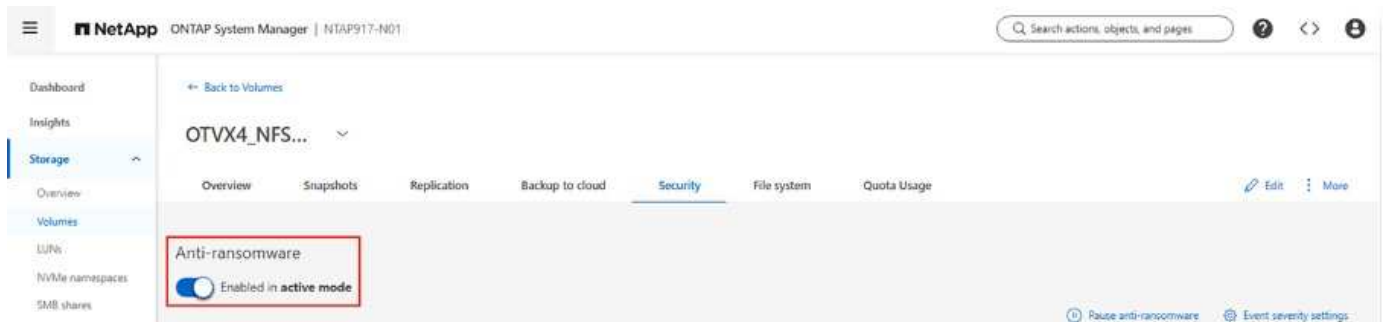 NetApp ONTAP System Manager | NTAP917-N01 Search actions, objects, and pages
Dashboard
Insights
Storage
Overview
Volumes
LUNs
NVMe namespaces
SMB shares
Back to Volumes
OTVX4_NFS...
Overview Snapshots Replication Backup to cloud Security File system Quota Usage Edit More
Anti-ransomware
Enabled in active mode
Pause anti-ransomware Event severity settings